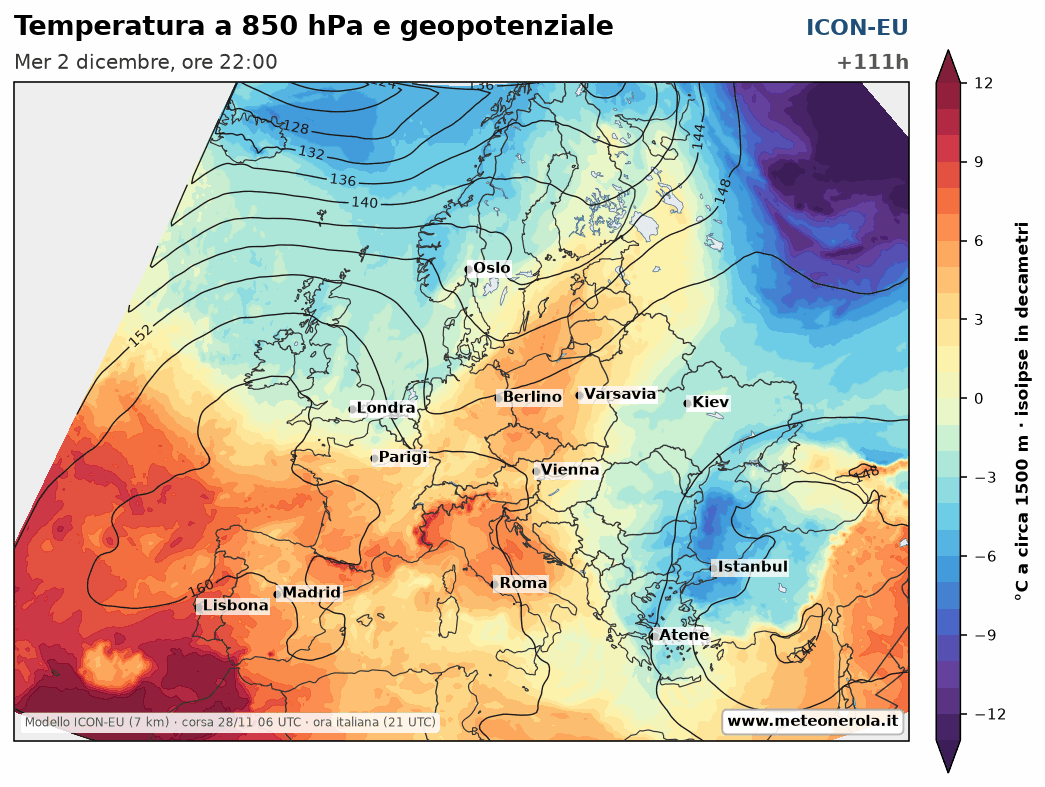 Temperatura a 850 hPa e geopotenziale
ICON-EU
Mer 2 dicembre, ore 22:00
+111h
136
128
132
136
140
144
148
152
Oslo
Londra
Berlino
Varsavia
Kiev
Parigi
Vienna
148
Istanbul
Roma
160
Madrid
Lisbona
Atene
144
Modello ICON-EU (7 km) · corsa 28/11 06 UTC · ora italiana (21 UTC)
www.meteonerola.it
12
9
6
3
0
−3
−6
−9
−12
°C a circa 1500 m · isoipse in decametri